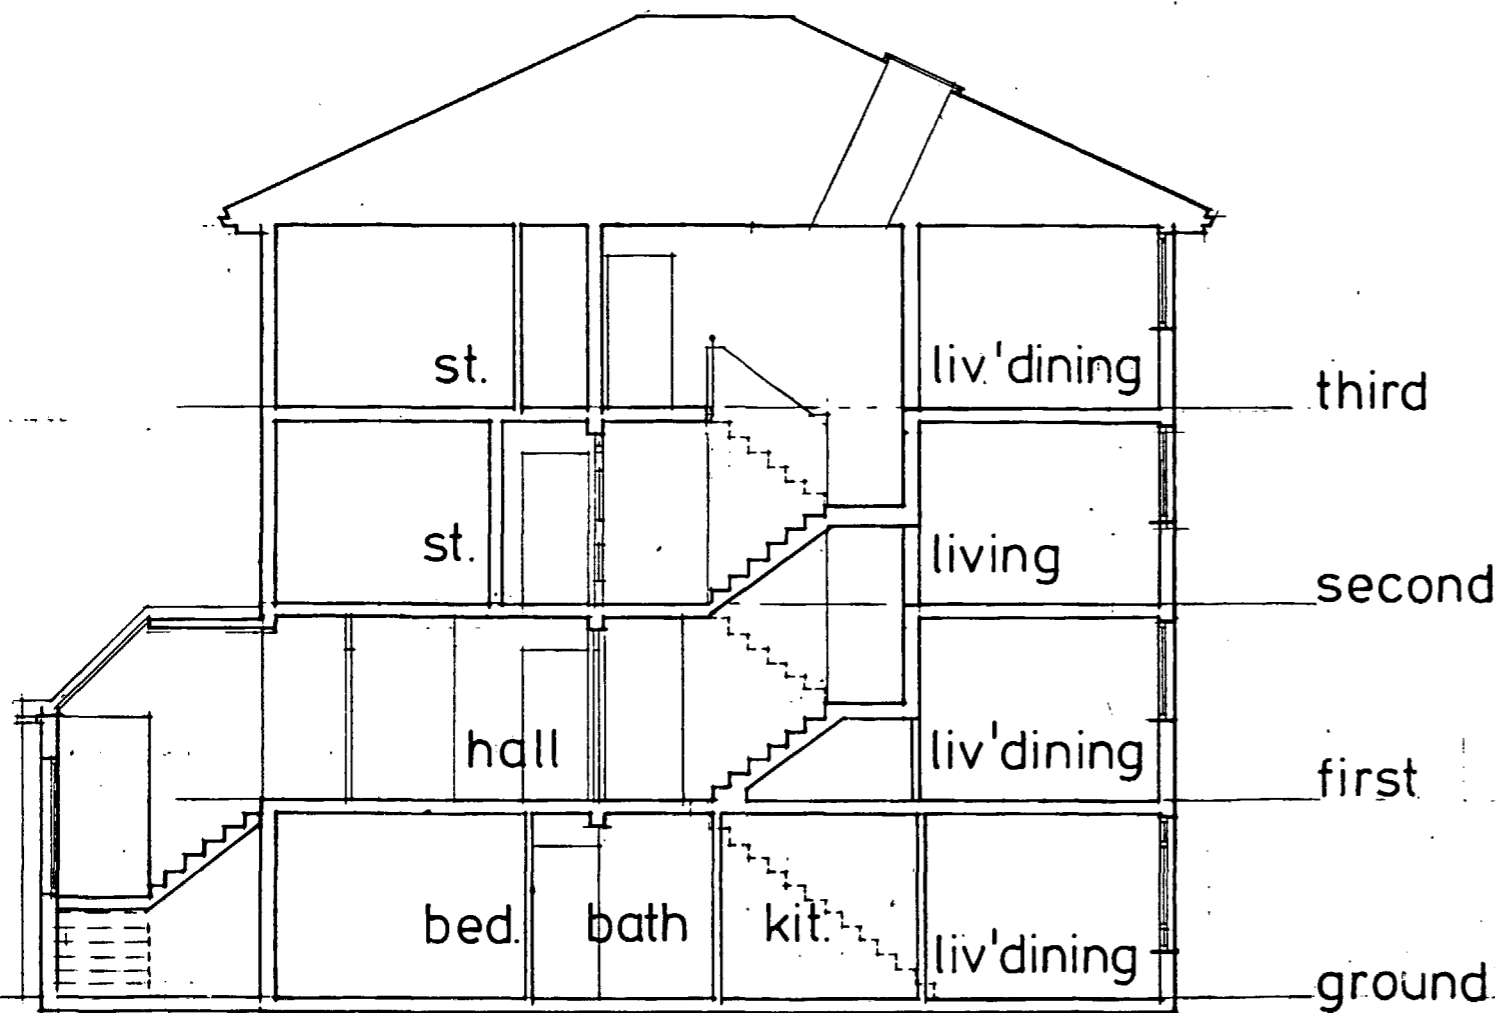 st. liv'dining third
st. living second
hall liv'dining first
bed. bath kit. liv'dining ground